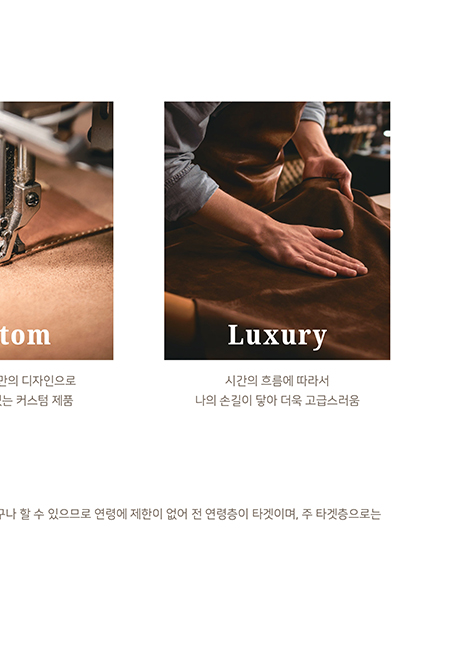 tom
Luxury
만의 디자인으로
는 커스텀 제품
시간의 흐름에 따라서
나의 손길이 닿아 더욱 고급스러움
구나 할 수 있으므로 연령에 제한이 없어 전 연령층이 타겟이며, 주 타겟층으로는